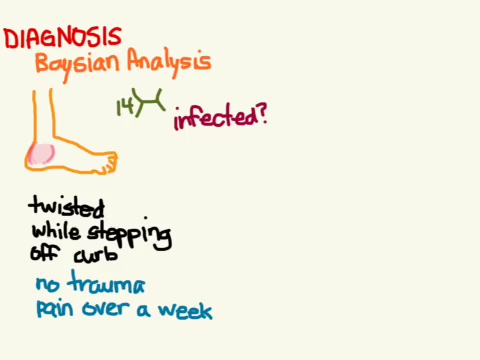 DIAGNOSIS
Baysian Analysis
14
infected?
twisted
while stepping
off curb
no trauma
pain over a week